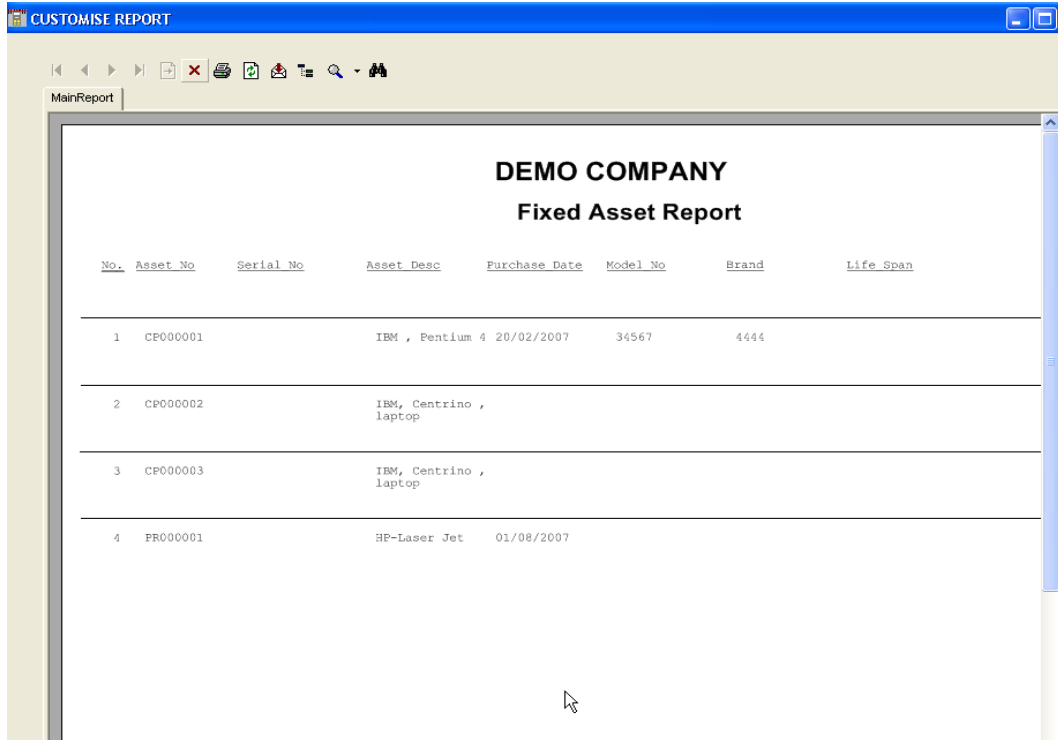 CUSTOMISE REPORT
MainReport
DEMO COMPANY
Fixed Asset Report
No. Asset No Serial No Asset Desc Purchase Date Model No Brand Life Span
1 CP000001 IBM , Pentium 4 20/02/2007 34567 4444
2 CP000002 IBM, Centrino ,
laptop
3 CP000003 IBM, Centrino ,
laptop
4 PR000001 HP-Laser Jet 01/08/2007